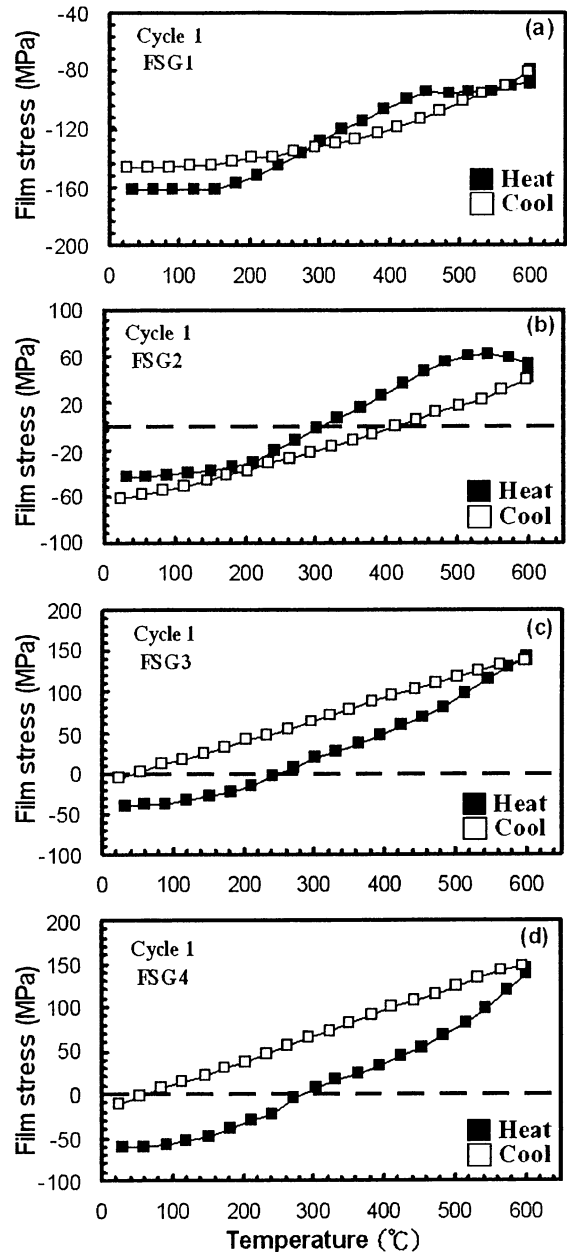 -40
Cycle 1
(a)
FSG1
-80
-120
-160
-200
Film stress (MPa)
Heat
Cool
0 100 200 300 400 500 600
100
Cycle 1
(b)
FSG2
60
20
-20
-60
-100
Film stress (MPa)
Heat
Cool
0 100 200 300 400 500 600
200
Cycle 1
(c)
FSG3
150
100
50
0
-50
-100
Film stress (MPa)
Heat
Cool
0 100 200 300 400 500 600
200
Cycle 1
(d)
FSG4
150
100
50
0
-50
-100
Film stress (MPa)
Heat
Cool
0 100 200 300 400 500 600
Temperature (℃)